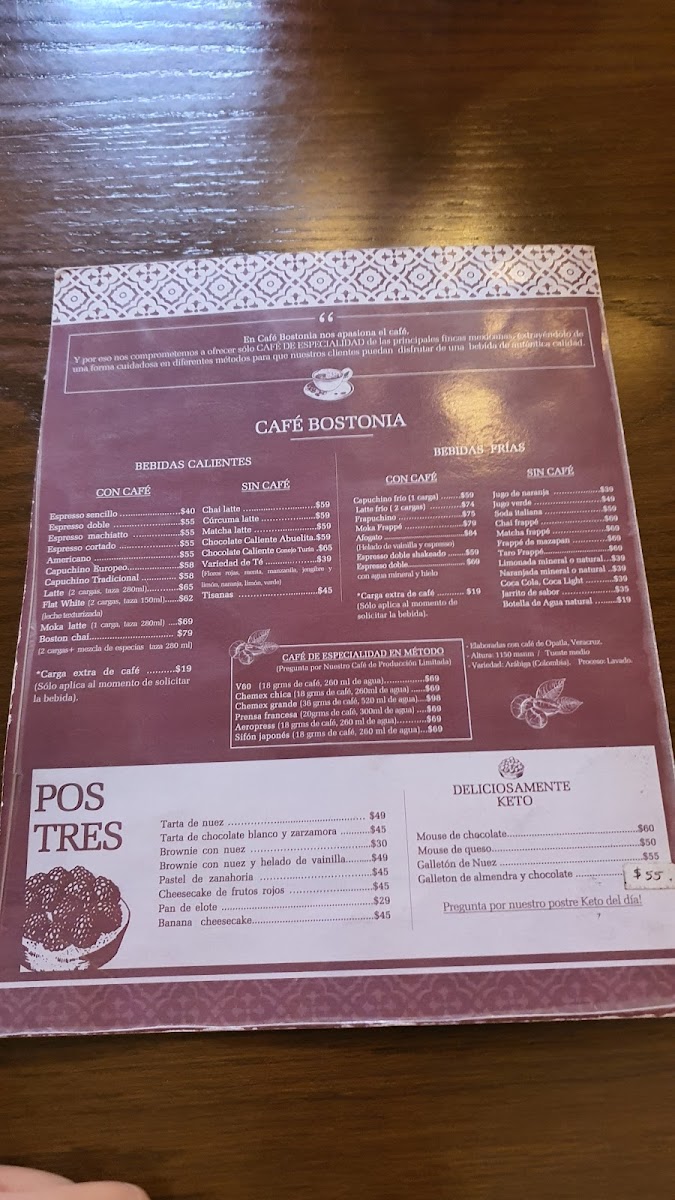 “
En Café Bostonia nos apasiona el café.
Y por eso nos comprometemos a ofrecer sólo CAFÉ DE ESPECIALIDAD de las principales fincas mexicanas, extrayéndolo de
una forma cuidadosa en diferentes métodos para que nuestros clientes puedan disfrutar de una bebida de auténtica calidad.
CAFÉ BOSTONIA
BEBIDAS CALIENTES
CON CAFÉ
Espresso sencillo ....................$40
Espresso doble ....................$55
Espresso machiatto ....................$55
Espresso cortado ....................$55
Americano ....................$55
Capuchino Europeo....................$58
Capuchino Tradicional ..........$58
Latte (2 cargas, taza 280ml)..........$65
Flat White (2 cargas, taza 150ml).....$62
(leche texturizada)
Moka latte (1 carga, taza 280ml) ....$69
Boston chai.................... $79
(2 cargas+ mezcla de especias taza 280 ml)
*Carga extra de café ..........$19
(Sólo aplica al momento de solicitar
la bebida).
SIN CAFÉ
Chai latte ....................$59
Cúrcuma latte....................$59
Matcha latte ....................$59
Chocolate Caliente Abuelita.$59
Chocolate Caliente Conejo Turin .$65
Variedad de Té ....................$39
(Flores rojas, menta, manzanilla, jengibre y
limón, naranja, limón, verde)
Tisanas ....................$45
BEBIDAS FRÍAS
CON CAFÉ
Capuchino frío (1 carga) ........$59
Latte frío ( 2 cargas) ..........$74
Frapuchino ....................$75
Moka Frappé ....................$79
Afogato ....................$84
(Helado de vainilla y espresso)
Espresso doble shakeado .....$59
Espresso doble....................$69
con agua mineral y hielo
*Carga extra de café .......... $19
(Sólo aplica al momento de
solicitar la bebida).
SIN CAFÉ
Jugo de naranja ....................$39
Jugo verde ....................$49
Soda italiana ....................$59
Chai frappé ....................$69
Matcha frappé ....................$69
Frappé de mazapan ..........$69
Taro Frappé....................$69
Limonada mineral o natural...$39
Naranjada mineral o natural ..$39
Coca Cola, Coca Light ..........$39
Jarrito de sabor ..........$35
Botella de Agua natural ........$19
CAFÉ DE ESPECIALIDAD EN MÉTODO
(Pregunta por Nuestro Café de Producción Limitada)
V60 (18 grms de café, 260 ml de agua)....................$69
Chemex chica (18 grms de café, 260ml de agua) ......$69
Chemex grande (36 grms de café, 520 ml de agua)...$98
Prensa francesa (20grms de café, 300ml de agua) ....$69
Aeropress (18 grms de café, 260 ml de agua)............$69
Sifón japonés (18 grms de café, 260 ml de agua)...$69
- Elaboradas con café de Opatla, Veracruz.
- Altura: 1150 msnm / Tueste medio
- Variedad: Arábiga (Colombia). Proceso: Lavado.
POS
TRES
Tarta de nuez .................... $49
Tarta de chocolate blanco y zarzamora ..........$45
Brownie con nuez ....................$30
Brownie con nuez y helado de vainilla........$49
Pastel de zanahoria ....................$45
Cheesecake de frutos rojos ....................$45
Pan de elote ....................$29
Banana cheesecake....................$45
DELICIOSAMENTE
KETO
Mouse de chocolate....................$60
Mouse de queso....................$50
Galletón de Nuez ....................$55
Galleton de almendra y chocolate .......... $55.
Pregunta por nuestro postre Keto del día!